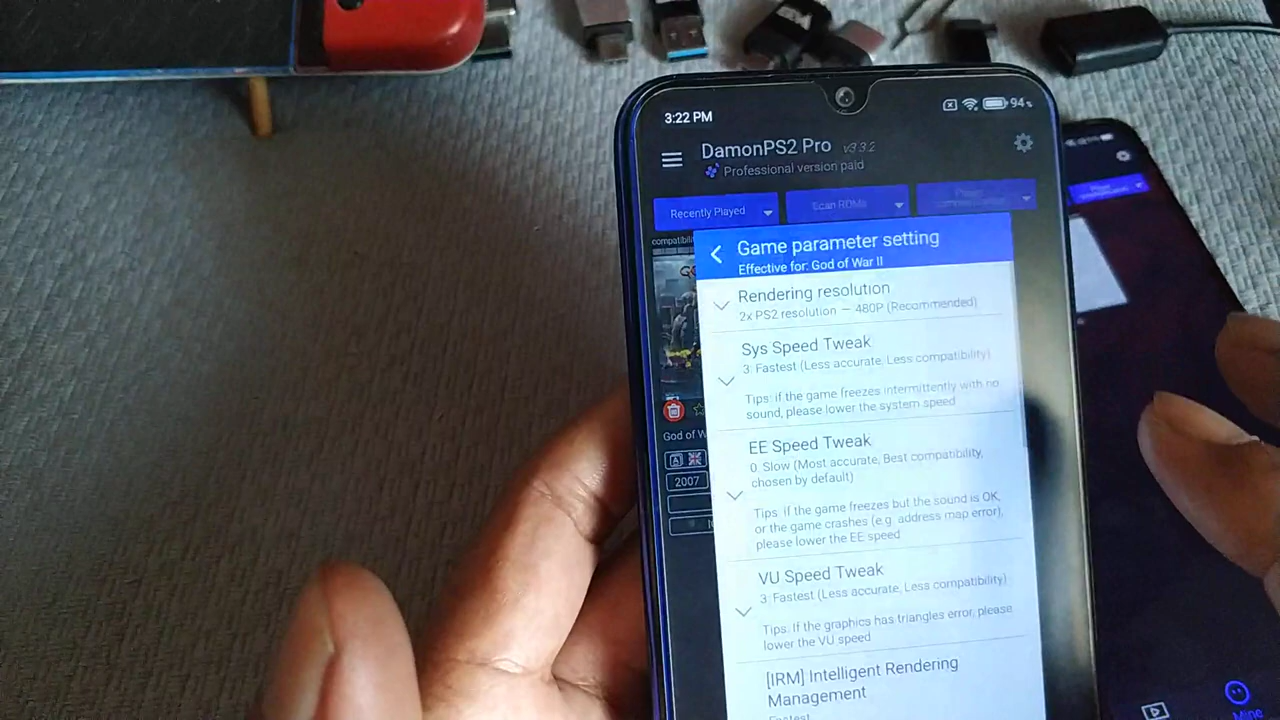 3:22 PM
94%
DamonPS2 Pro v3.3.2
Professional version paid
Recently Played
Scan ROMs
compatibili
Game parameter setting
Effective for: God of War II
Rendering resolution
2x PS2 resolution — 480P (Recommended)
Sys Speed Tweak
3: Fastest (Less accurate, Less compatibility)
Tips: if the game freezes intermittently with no
sound, please lower the system speed
God of W
EE Speed Tweak
0: Slow (Most accurate, Best compatibility,
chosen by default)
A
2007
Tips: if the game freezes but the sound is OK,
or the game crashes (e.g. address map error),
please lower the EE speed
VU Speed Tweak
3: Fastest (Less accurate, Less compatibility)
Tips: If the graphics has triangles error, please
lower the VU speed
[IRM] Intelligent Rendering
Management
Fastest
Mine